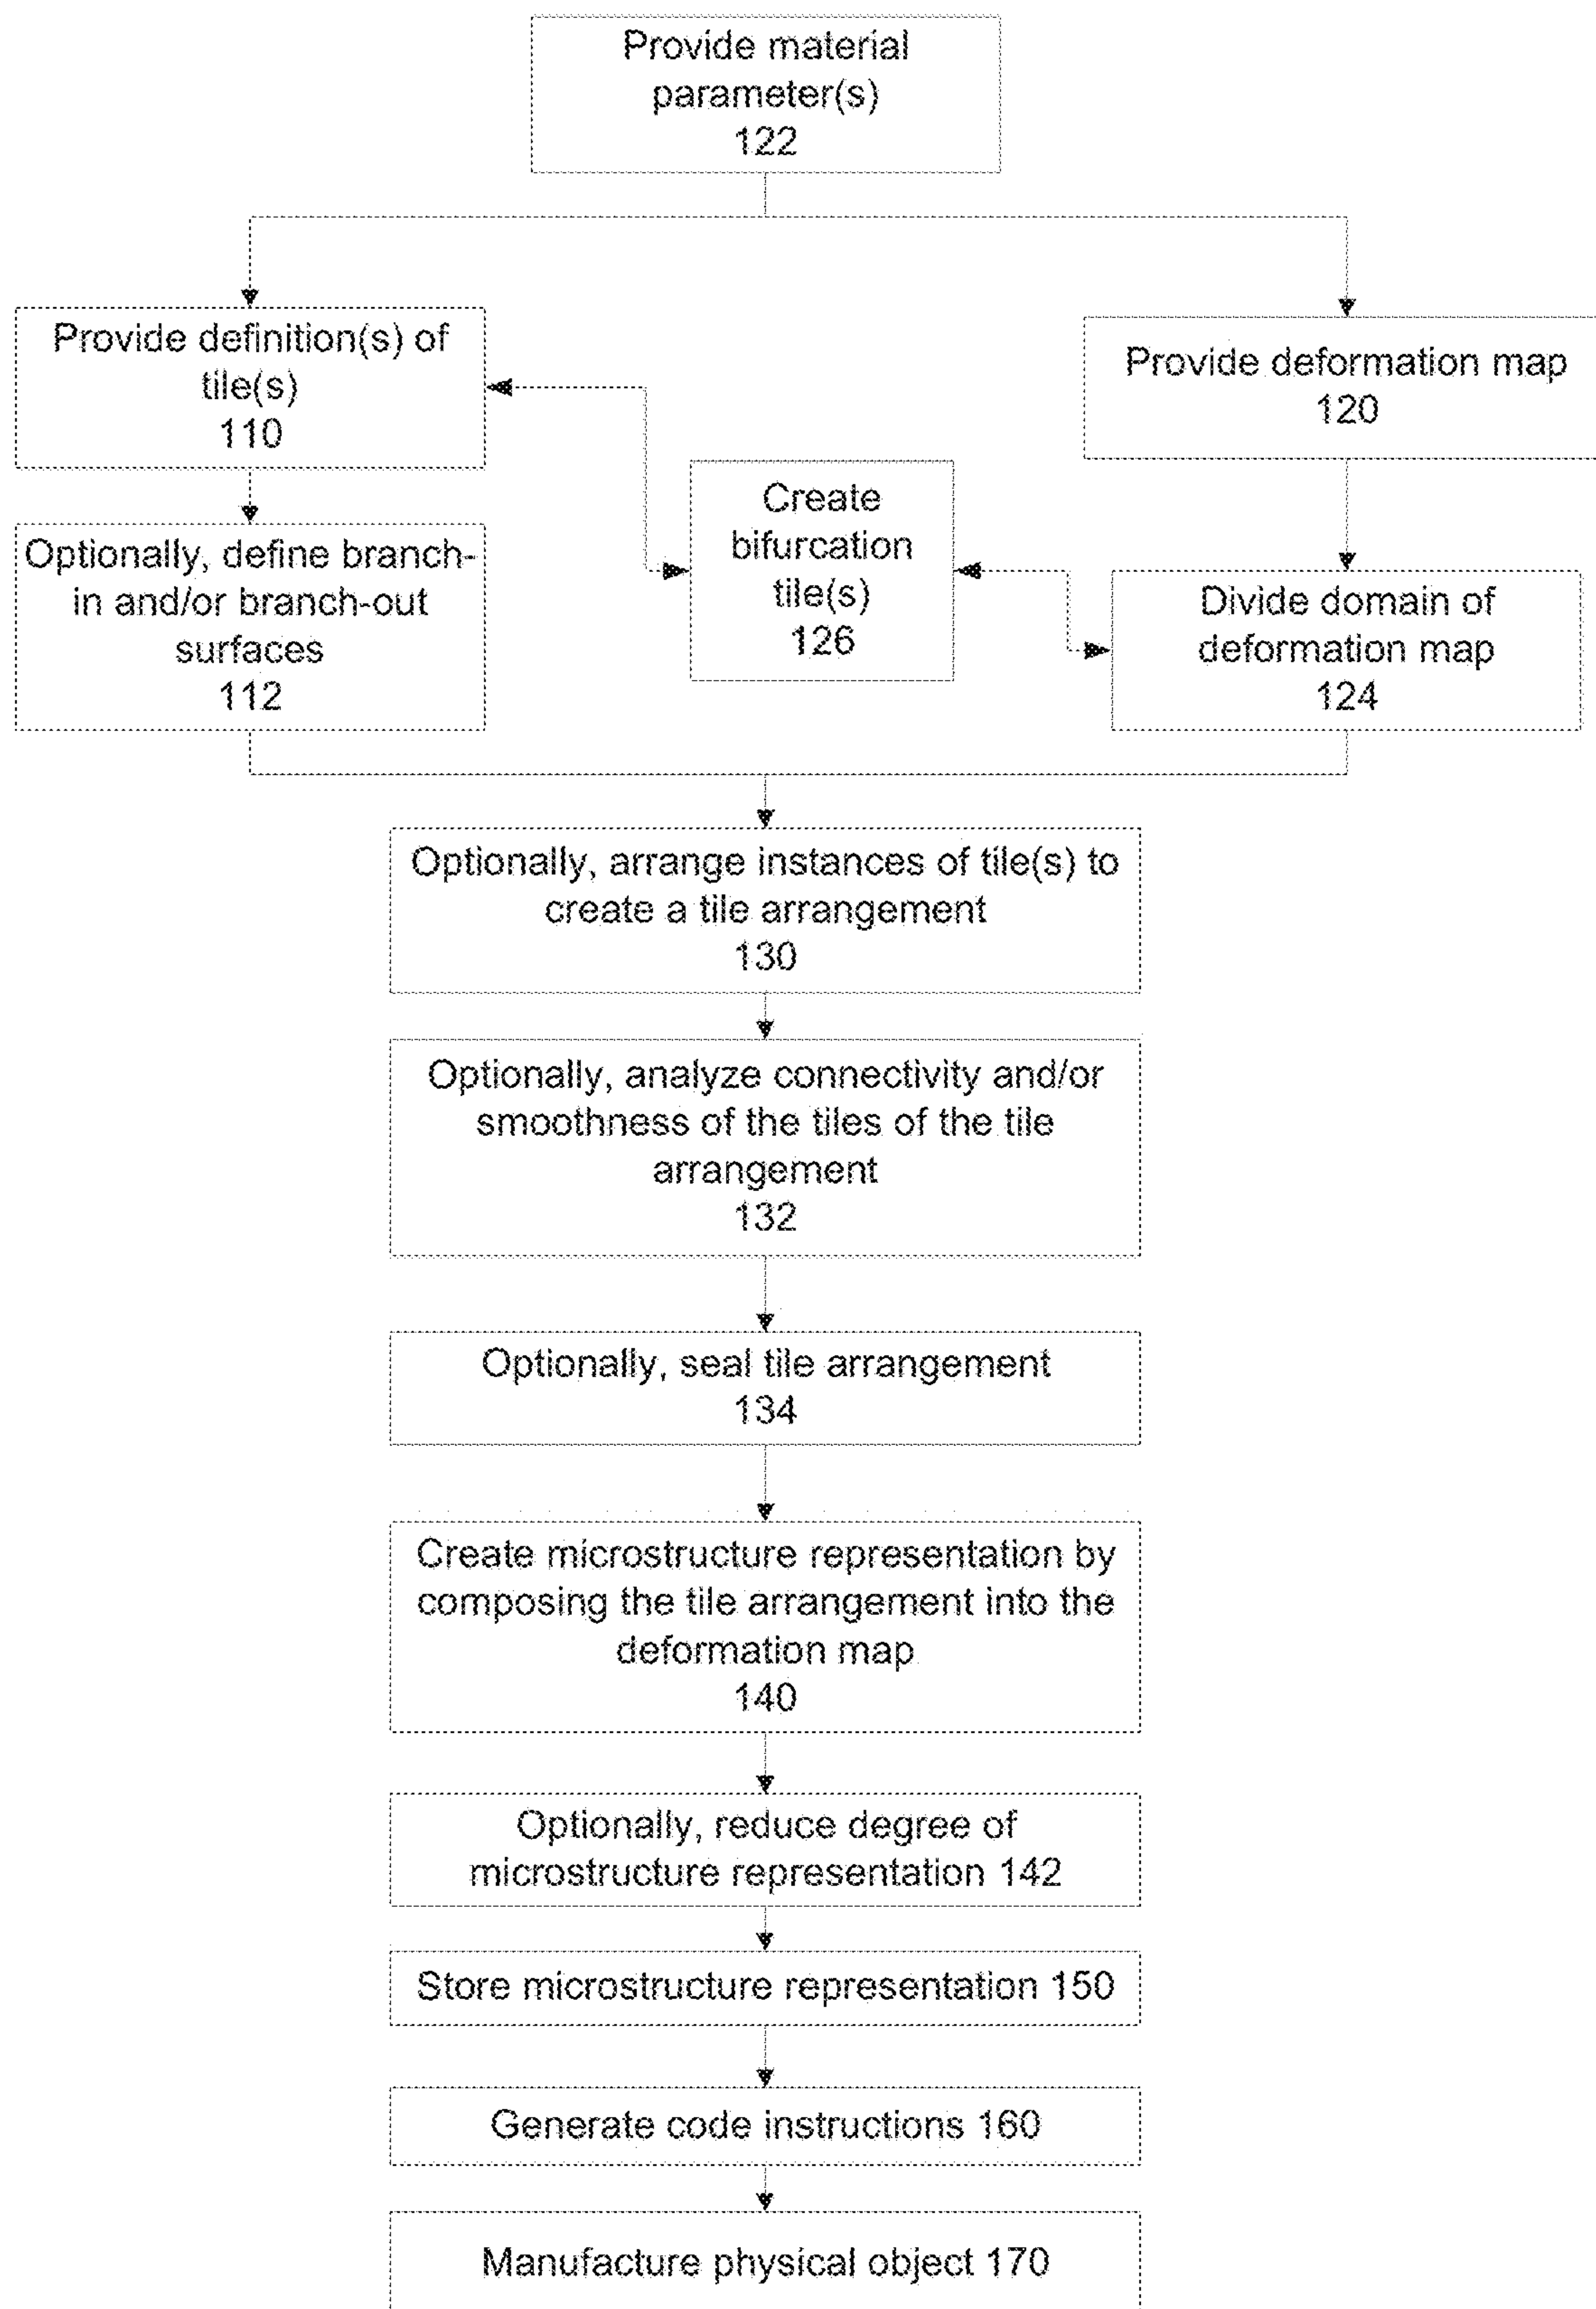 Provide material
parameter(s)
122
Provide definition(s) of
tile(s)
110
Provide deformation map
120
Create
bifurcation
tile(s)
126
Optionally, define branch-
in and/or branch-out
surfaces
112
Divide domain of
deformation map
124
Optionally, arrange instances of tile(s) to
create a tile arrangement
130
Optionally, analyze connectivity and/or
smoothness of the tiles of the tile
arrangement
132
Optionally, seal tile arrangement
134
Create microstructure representation by
composing the tile arrangement into the
deformation map
140
Optionally, reduce degree of
microstructure representation 142
Store microstructure representation 150
Generate code instructions 160
Manufacture physical object 170